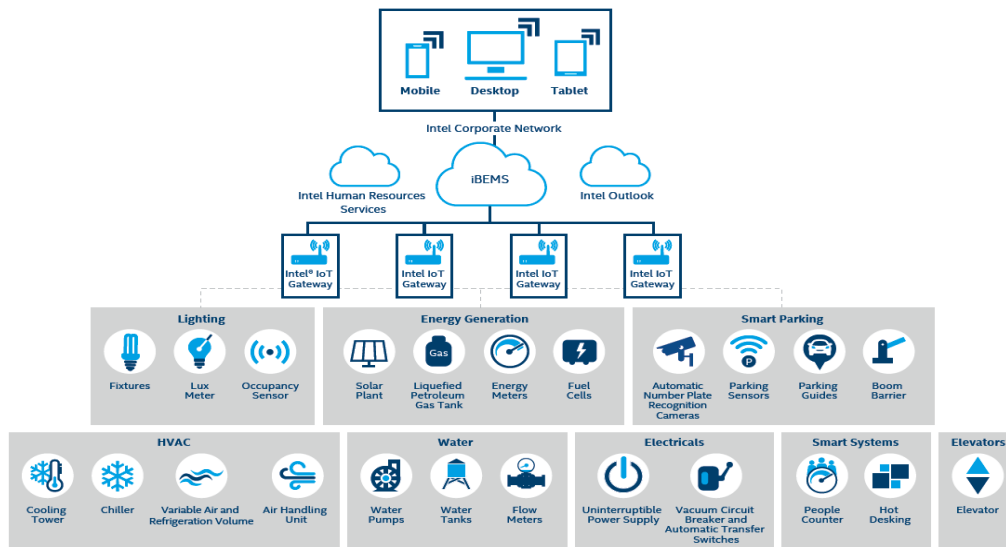 Mobile
Desktop
Tablet
Intel Corporate Network
iBEMS
Intel Human Resources
Services
Intel Outlook
Intel® IoT
Gateway
Intel IoT
Gateway
Intel IoT
Gateway
Intel IoT
Gateway
Lighting
Fixtures
Lux
Meter
Occupancy
Sensor
Energy Generation
Solar
Plant
Gas
Liquefied
Petroleum
Gas Tank
Energy
Meters
Fuel
Cells
Smart Parking
Automatic
Number Plate
Recognition
Cameras
P
Parking
Sensors
Parking
Guides
Boom
Barrier
HVAC
Cooling
Tower
Chiller
Variable Air and
Refrigeration Volume
Air Handling
Unit
Water
Water
Pumps
Water
Tanks
Flow
Meters
Electricals
Uninterruptible
Power Supply
Vacuum Circuit
Breaker and
Automatic Transfer
Switches
Smart Systems
People
Counter
Hot
Desking
Elevators
Elevator